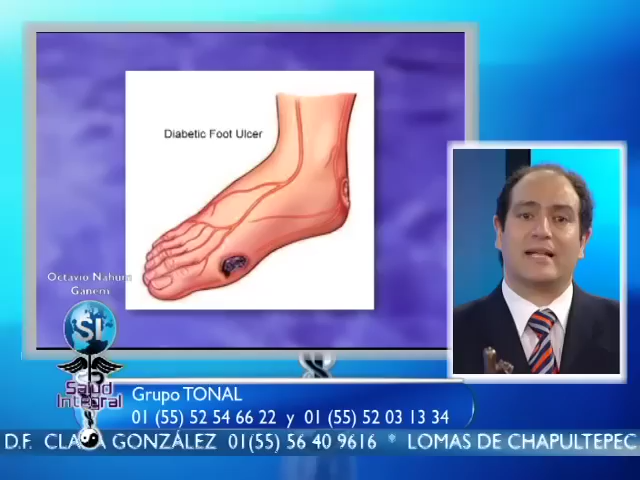 Diabetic Foot Ulcer
Octavio Nahum
Ganem
SI
Salud
Integral
Grupo TONAL
01 (55) 52 54 66 22 y 01 (55) 52 03 13 34
D.F. CLARA GONZÁLEZ 01(55) 56 40 9616 * LOMAS DE CHAPULTEPEC